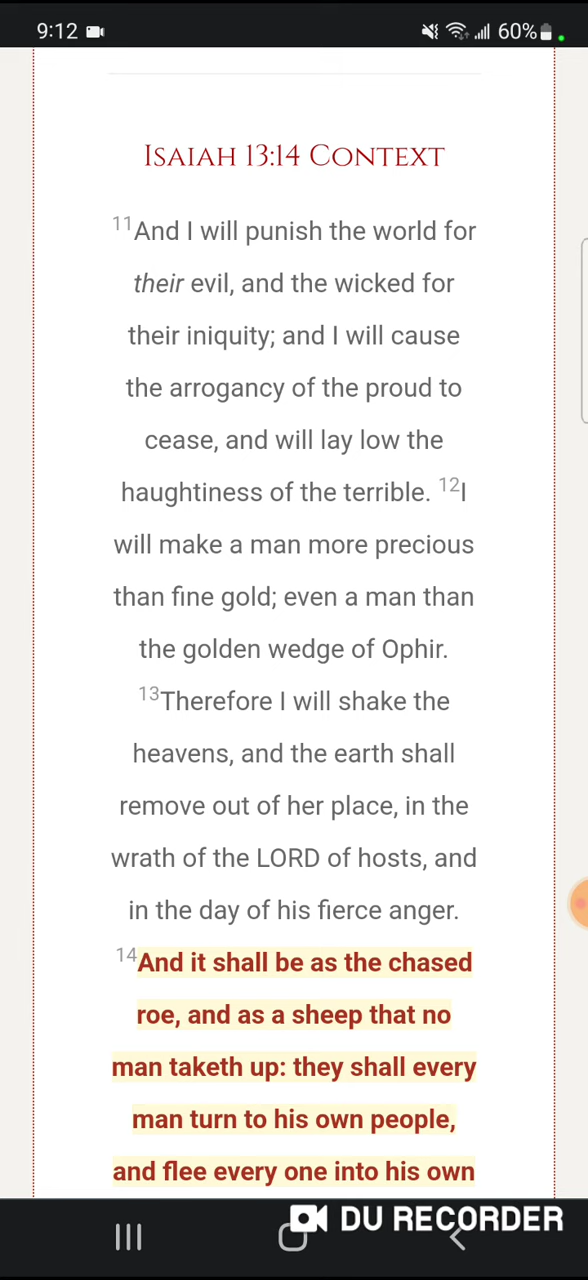 9:12 60%
ISAIAH 13:14 CONTEXT
11And I will punish the world for
their evil, and the wicked for
their iniquity; and I will cause
the arrogancy of the proud to
cease, and will lay low the
haughtiness of the terrible. 12I
will make a man more precious
than fine gold; even a man than
the golden wedge of Ophir.
13Therefore I will shake the
heavens, and the earth shall
remove out of her place, in the
wrath of the LORD of hosts, and
in the day of his fierce anger.
14And it shall be as the chased
roe, and as a sheep that no
man taketh up: they shall every
man turn to his own people,
and flee every one into his own
DU RECORDER